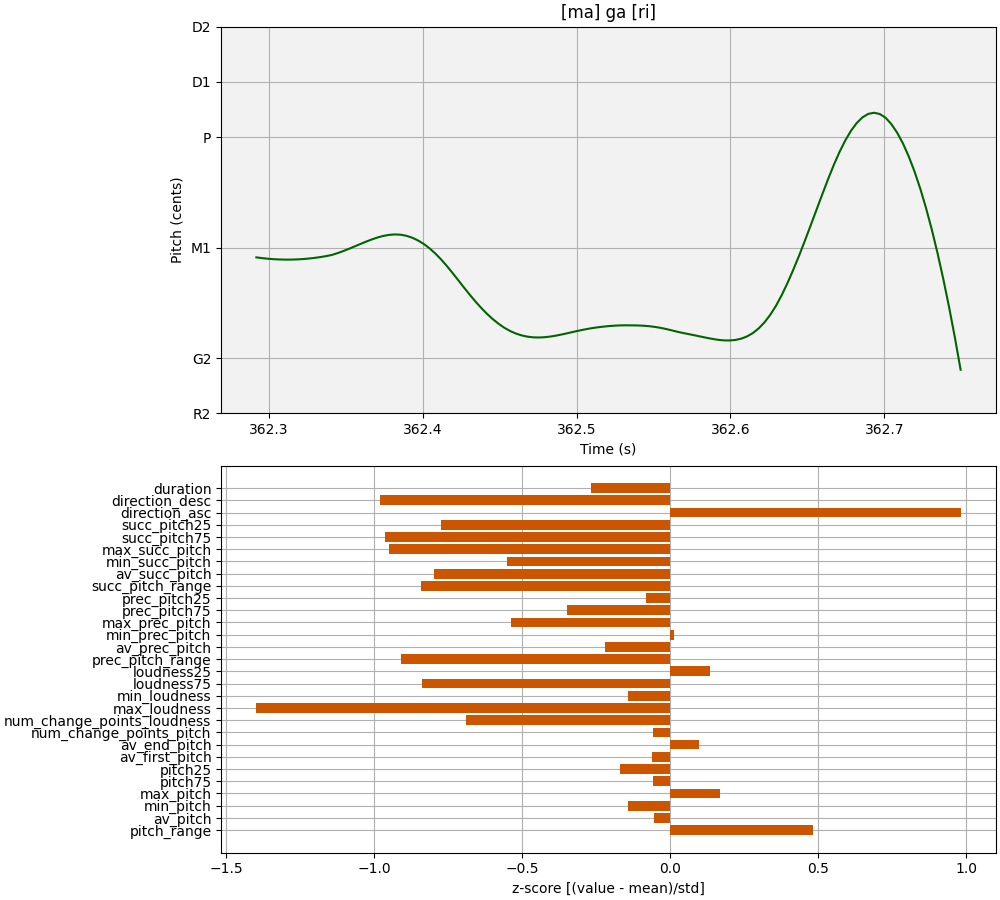 [ma] ga [ri]
D2
D1
P
M1
G2
R2
Pitch (cents)
362.3 362.4 362.5 362.6 362.7
Time (s)
duration
direction_desc
direction_asc
succ_pitch25
succ_pitch75
max_succ_pitch
min_succ_pitch
av_succ_pitch
succ_pitch_range
prec_pitch25
prec_pitch75
max_prec_pitch
min_prec_pitch
av_prec_pitch
prec_pitch_range
loudness25
loudness75
min_loudness
max_loudness
num_change_points_loudness
num_change_points_pitch
av_end_pitch
av_first_pitch
pitch25
pitch75
max_pitch
min_pitch
av_pitch
pitch_range
−1.5 −1.0 −0.5 0.0 0.5 1.0
z-score [(value - mean)/std]